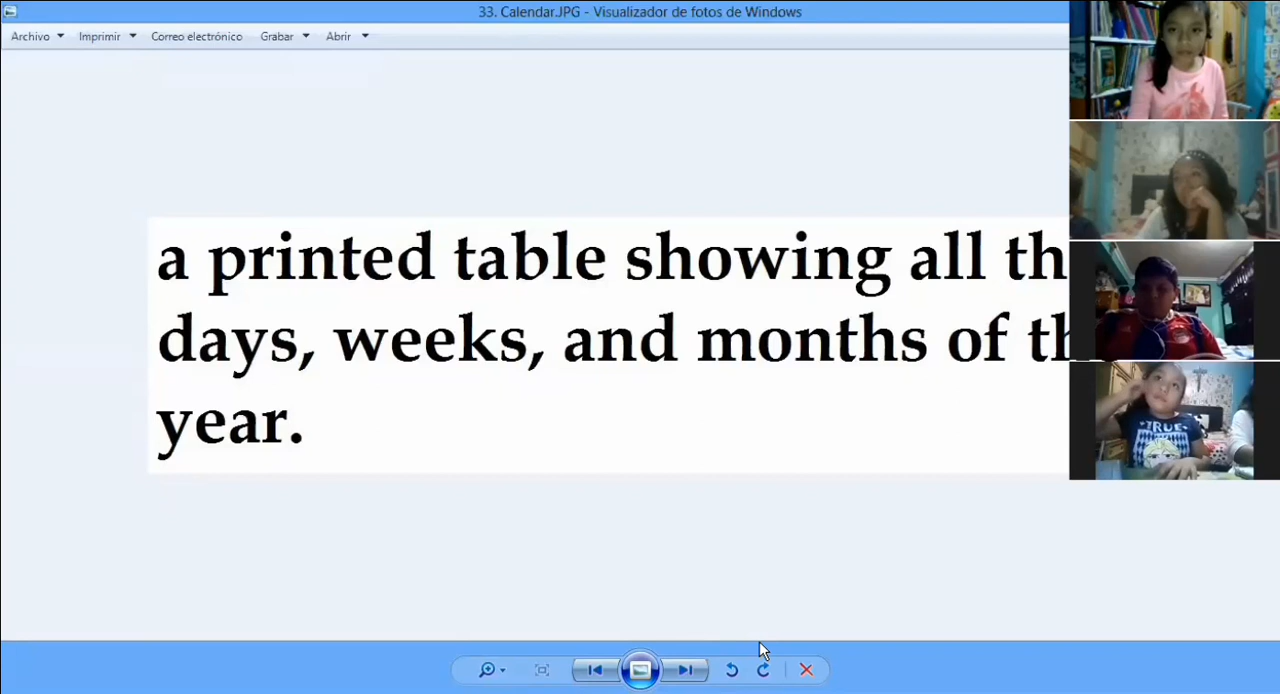 33. Calendar.JPG - Visualizador de fotos de Windows
Archivo Imprimir Correo electrónico Grabar Abrir
a printed table showing all th
days, weeks, and months of th
year.
TRUE